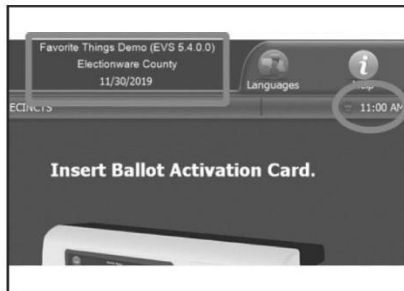 Favorite Things Demo (EVS 5.4.0.0)
Electionware County
11/30/2019
Languages
Help
ECINCTS
11:00 AM
Insert Ballot Activation Card.